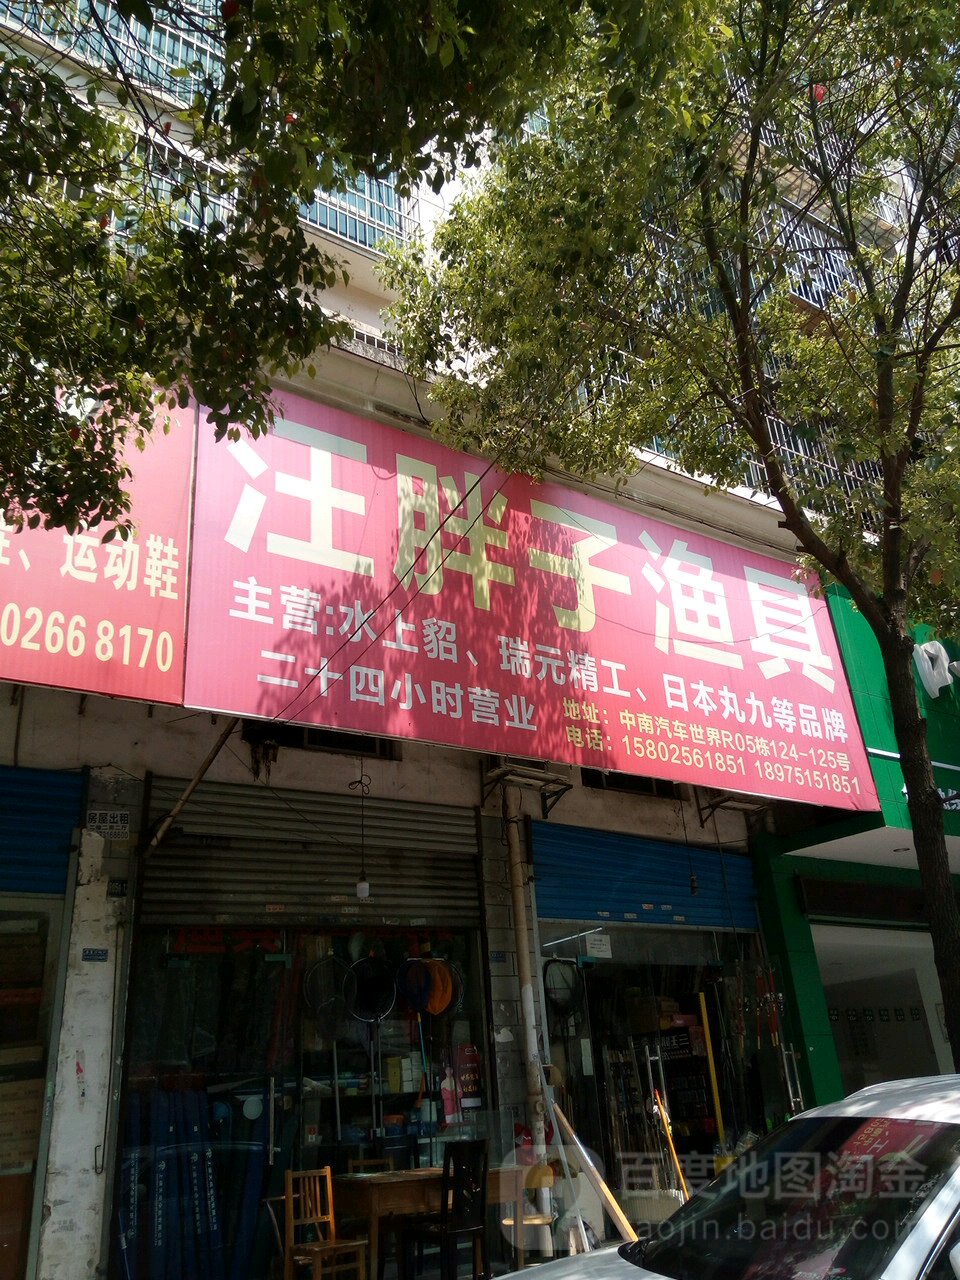 汪胖子渔具
主营:水上貂、瑞元精工、日本丸九等品牌
二十四小时营业
地址：中南汽车世界R05栋124-125号
电话：15802561851 18975151851
、运动鞋
0266 8170
房屋出租
百度地图淘金
taojin.baidu.com